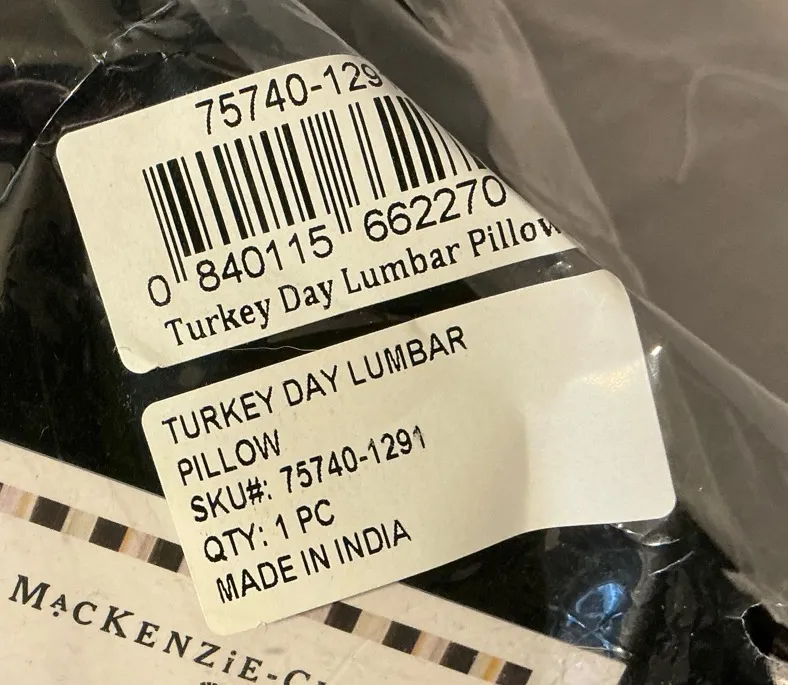 75740-129
0 840115 662270
Turkey Day Lumbar Pillow
TURKEY DAY LUMBAR
PILLOW
SKU#: 75740-1291
QTY: 1 PC
MADE IN INDIA
MACKENZIE-C